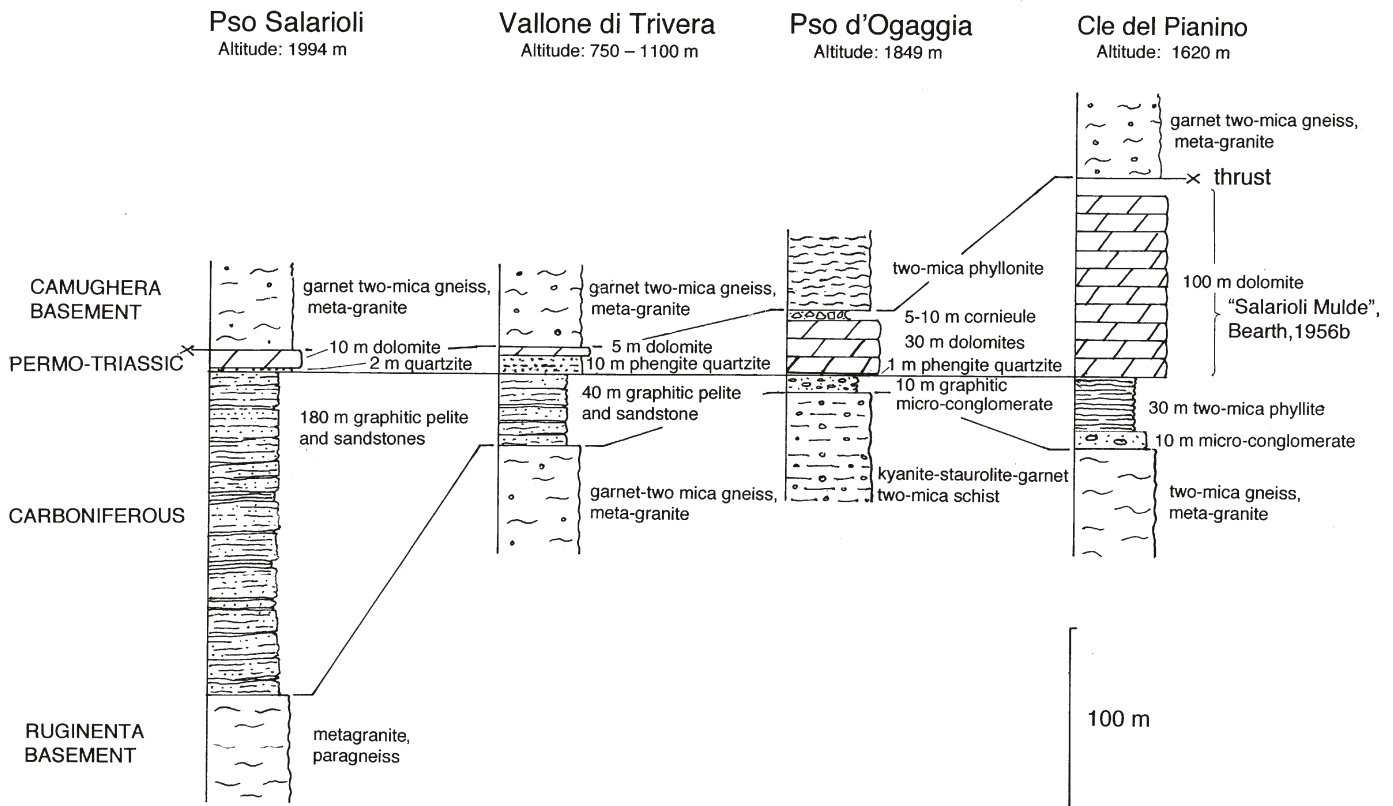 Pso Salarioli
Altitude: 1994 m
Vallone di Trivera
Altitude: 750 – 1100 m
Pso d'Ogaggia
Altitude: 1849 m
Cle del Pianino
Altitude: 1620 m
garnet two-mica gneiss,
meta-granite
thrust
CAMUGHERA
BASEMENT
garnet two-mica gneiss,
meta-granite
garnet two-mica gneiss,
meta-granite
two-mica phyllonite
100 m dolomite
"Salarioli Mulde",
Bearth,1956b
5-10 m cornieule
30 m dolomites
1 m phengite quartzite
PERMO-TRIASSIC
10 m dolomite
2 m quartzite
5 m dolomite
10 m phengite quartzite
10 m graphitic
micro-conglomerate
180 m graphitic pelite
and sandstones
40 m graphitic pelite
and sandstone
30 m two-mica phyllite
10 m micro-conglomerate
CARBONIFEROUS
garnet-two mica gneiss,
meta-granite
kyanite-staurolite-garnet
two-mica schist
two-mica gneiss,
meta-granite
RUGINENTA
BASEMENT
metagranite,
paragneiss
100 m